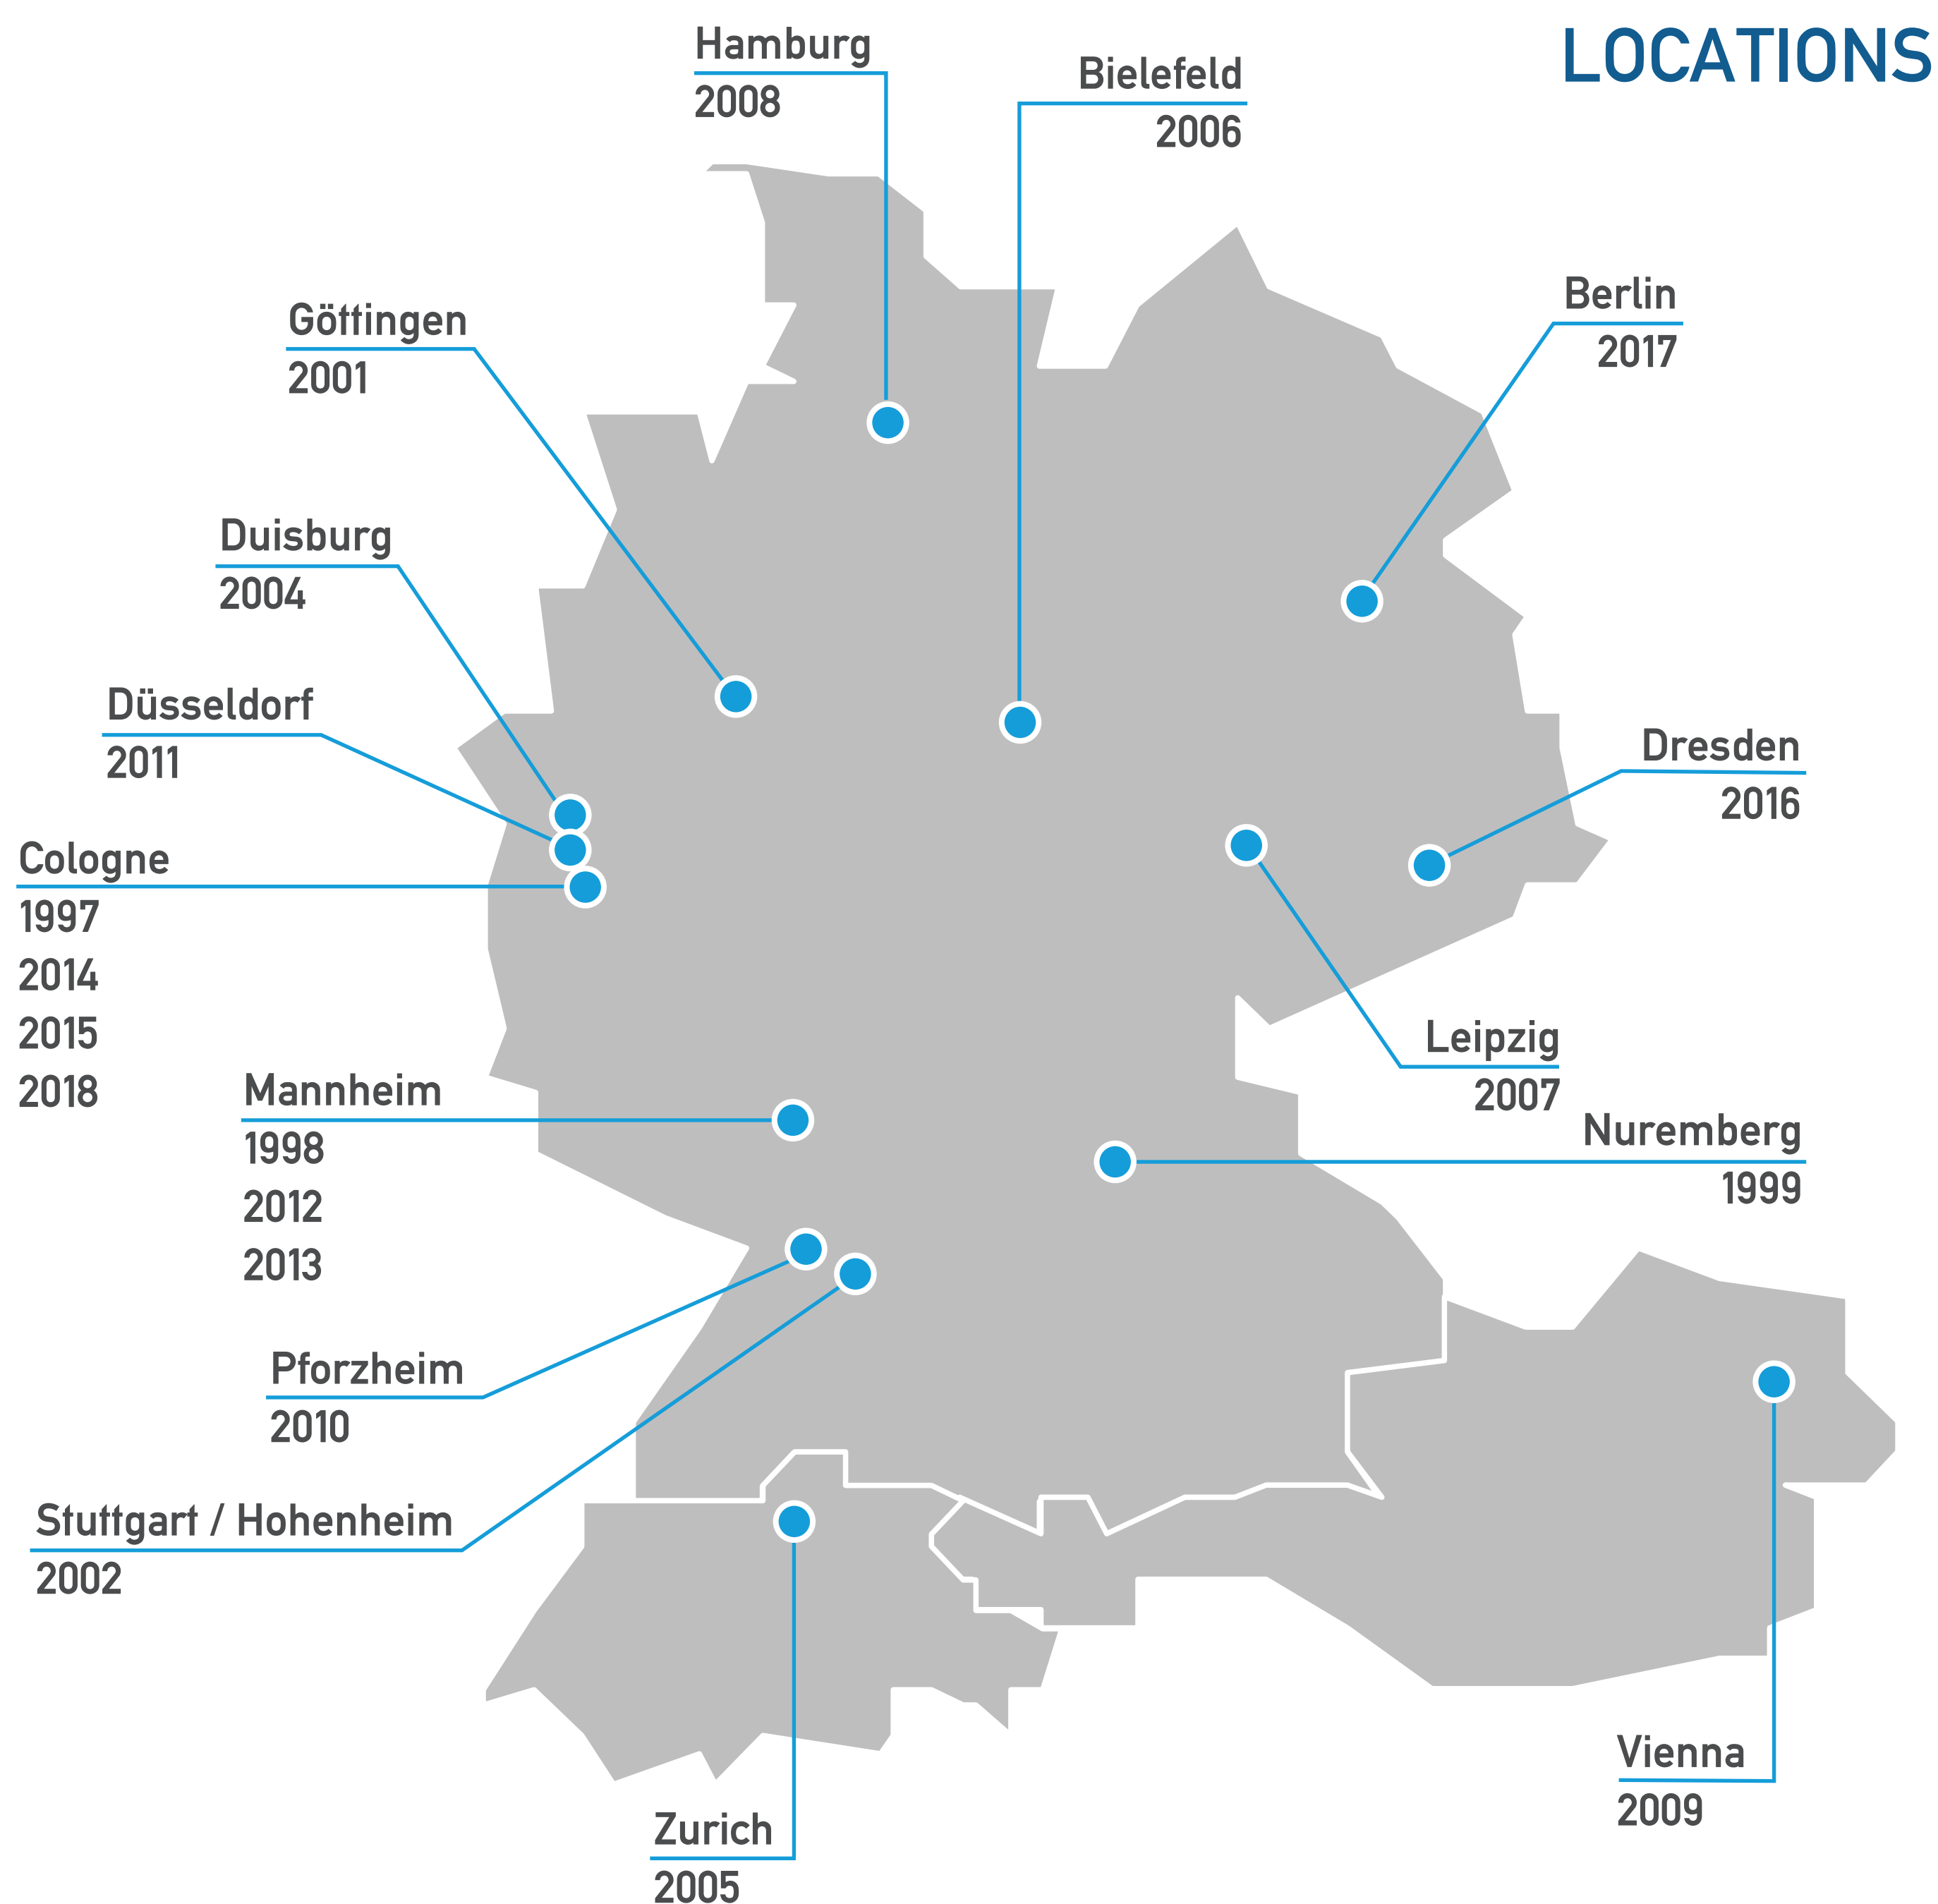 LOCATIONS
Hamburg
2008
Bielefeld
2006
Berlin
2017
Göttingen
2001
Duisburg
2004
Düsseldorf
2011
Dresden
2016
Cologne
1997
2014
2015
2018
Leipzig
2007
Mannheim
1998
2012
2013
Nuremberg
1999
Pforzheim
2010
Stuttgart / Hohenheim
2002
Vienna
2009
Zurich
2005